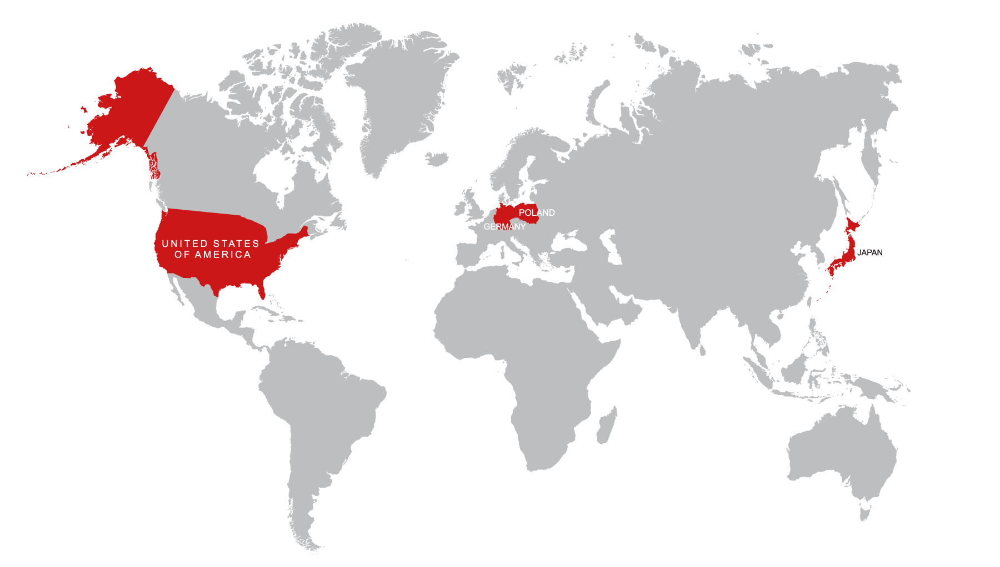 POLAND
GERMANY
UNITED STATES
OF AMERICA
JAPAN